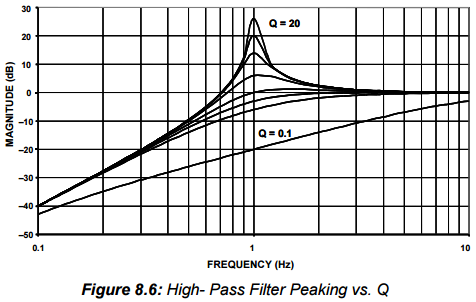 30
20
10
0
−10
−20
−30
−40
−50
MAGNITUDE (dB)
Q = 20
Q = 0.1
0.1
1
10
FREQUENCY (Hz)
Figure 8.6: High- Pass Filter Peaking vs. Q